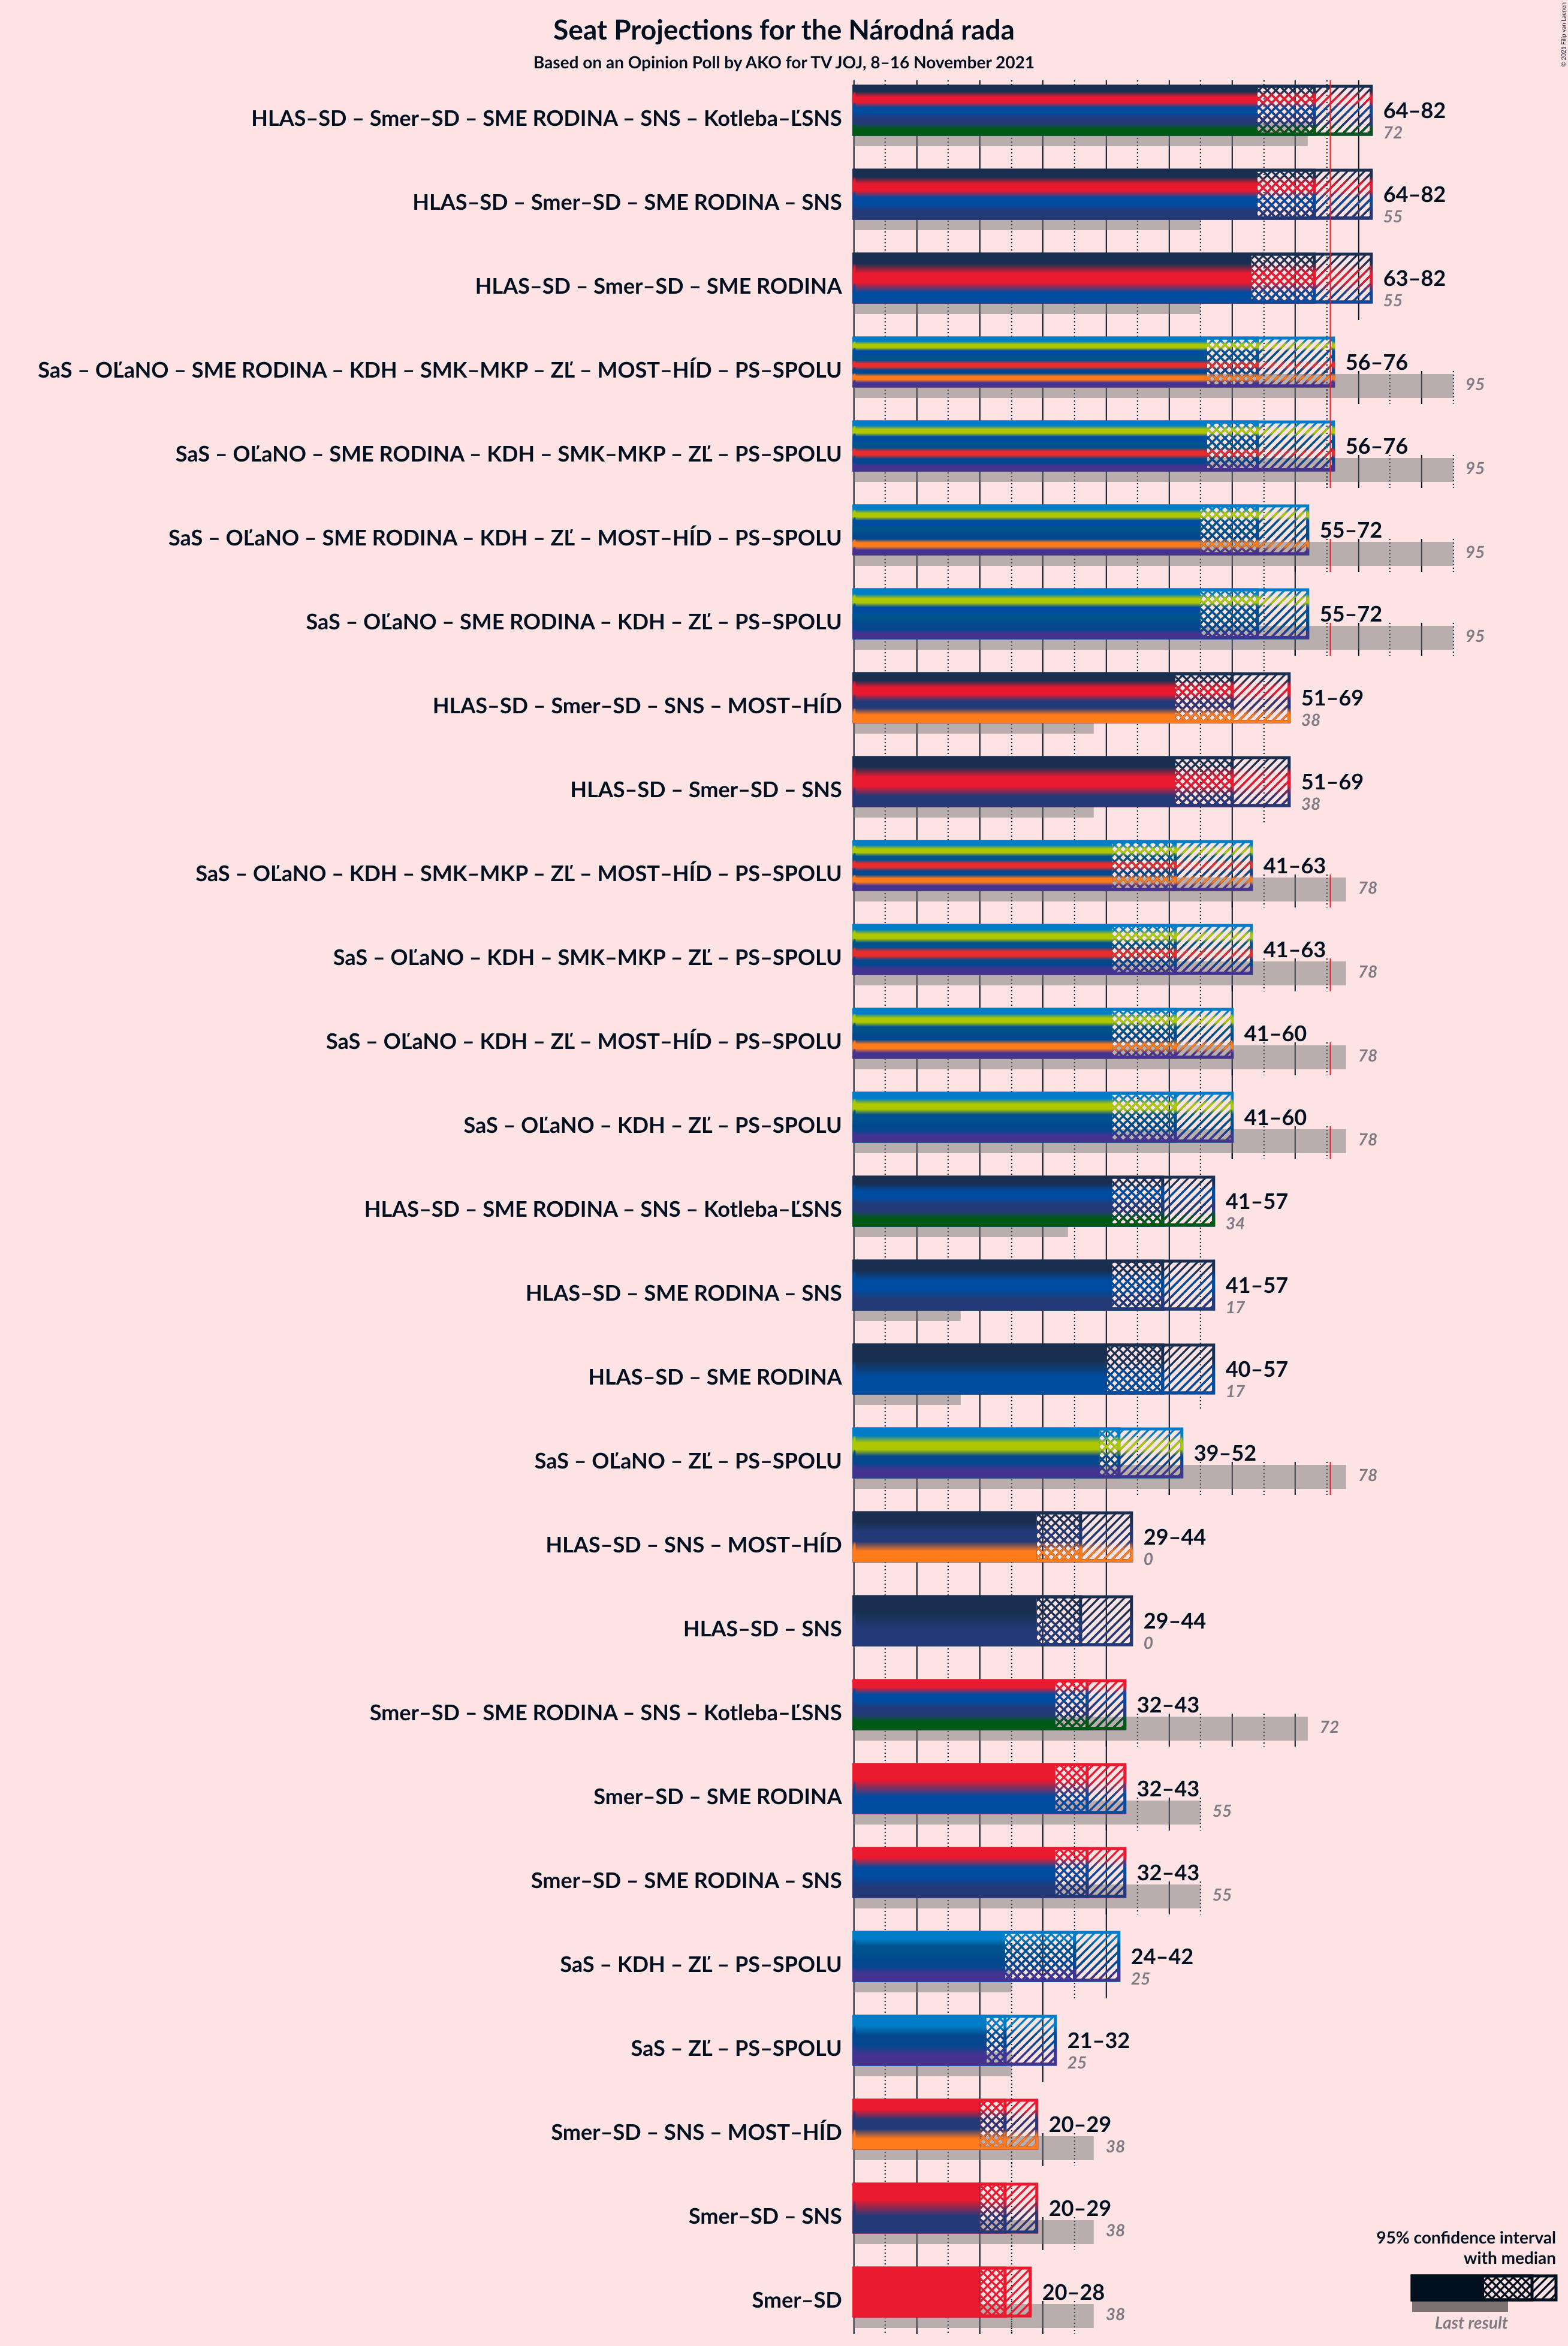 © 2021 Filip van Laenen
Seat Projections for the Národná rada
Based on an Opinion Poll by AKO for TV JOJ, 8–16 November 2021
HLAS–SD – Smer–SD – SME RODINA – SNS – Kotleba–ĽSNS
64–82
72
HLAS–SD – Smer–SD – SME RODINA – SNS
64–82
55
HLAS–SD – Smer–SD – SME RODINA
63–82
55
SaS – OĽaNO – SME RODINA – KDH – SMK–MKP – ZĽ – MOST–HÍD – PS–SPOLU
56–76
95
SaS – OĽaNO – SME RODINA – KDH – SMK–MKP – ZĽ – PS–SPOLU
56–76
95
SaS – OĽaNO – SME RODINA – KDH – ZĽ – MOST–HÍD – PS–SPOLU
55–72
95
SaS – OĽaNO – SME RODINA – KDH – ZĽ – PS–SPOLU
55–72
95
HLAS–SD – Smer–SD – SNS – MOST–HÍD
51–69
38
HLAS–SD – Smer–SD – SNS
51–69
38
SaS – OĽaNO – KDH – SMK–MKP – ZĽ – MOST–HÍD – PS–SPOLU
41–63
78
SaS – OĽaNO – KDH – SMK–MKP – ZĽ – PS–SPOLU
41–63
78
SaS – OĽaNO – KDH – ZĽ – MOST–HÍD – PS–SPOLU
41–60
78
SaS – OĽaNO – KDH – ZĽ – PS–SPOLU
41–60
78
HLAS–SD – SME RODINA – SNS – Kotleba–ĽSNS
41–57
34
HLAS–SD – SME RODINA – SNS
41–57
17
HLAS–SD – SME RODINA
40–57
17
SaS – OĽaNO – ZĽ – PS–SPOLU
39–52
78
HLAS–SD – SNS – MOST–HÍD
29–44
0
HLAS–SD – SNS
29–44
0
Smer–SD – SME RODINA – SNS – Kotleba–ĽSNS
32–43
72
Smer–SD – SME RODINA
32–43
55
Smer–SD – SME RODINA – SNS
32–43
55
SaS – KDH – ZĽ – PS–SPOLU
24–42
25
SaS – ZĽ – PS–SPOLU
21–32
25
Smer–SD – SNS – MOST–HÍD
20–29
38
Smer–SD – SNS
20–29
38
Smer–SD
20–28
38
95% confidence interval
with median
Last result